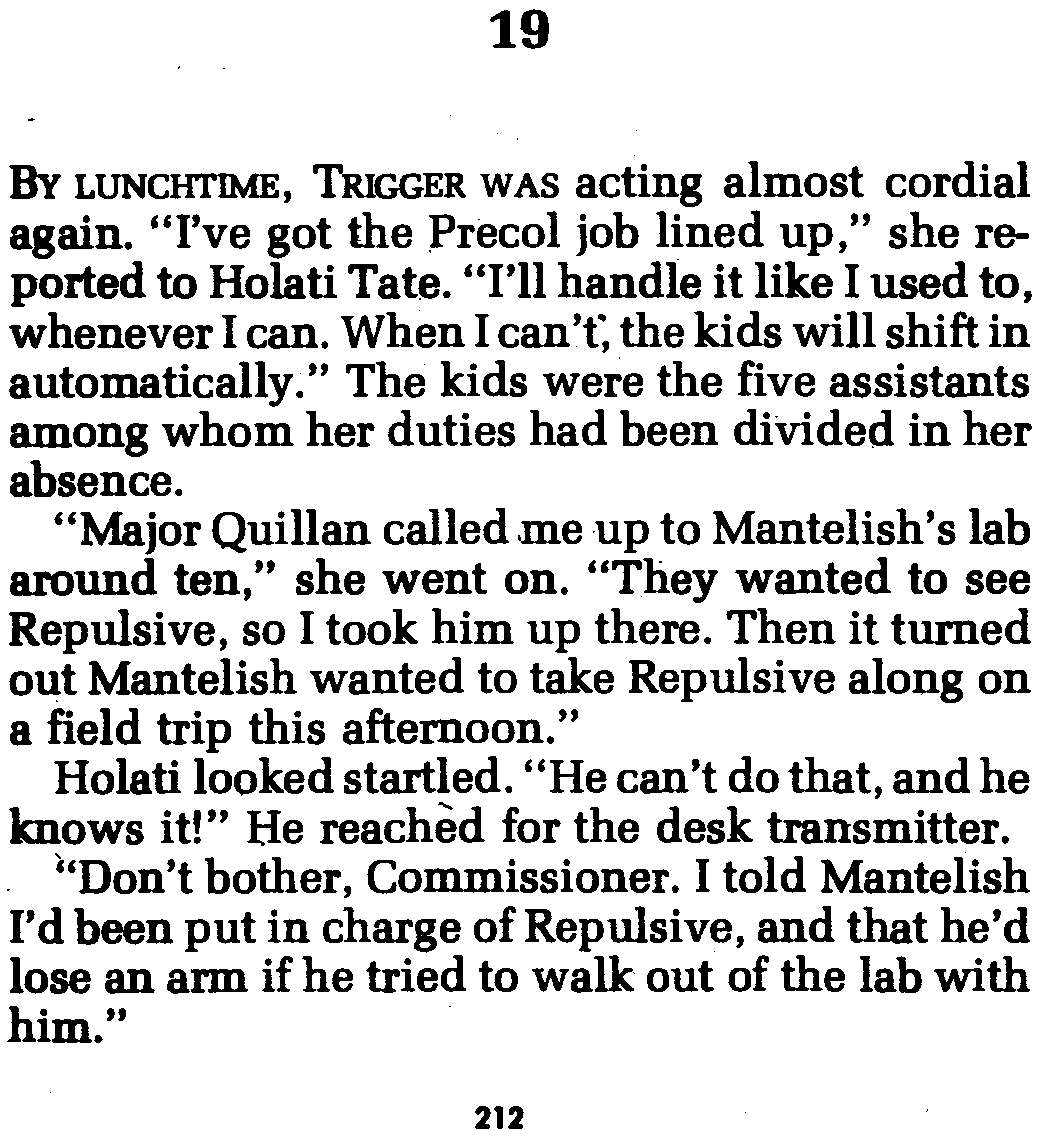 19
BY LUNCHTIME, TRIGGER WAS acting almost cordial
again. “I’ve got the Precol job lined up,” she re-
ported to Holati Tate. “I’ll handle it like I used to,
whenever I can. When I can’t, the kids will shift in
automatically.” The kids were the five assistants
among whom her duties had been divided in her
absence.
“Major Quillan called me up to Mantelish’s lab
around ten,” she went on. “They wanted to see
Repulsive, so I took him up there. Then it turned
out Mantelish wanted to take Repulsive along on
a field trip this afternoon.”
Holati looked startled. “He can’t do that, and he
knows it!” He reached for the desk transmitter.
“Don’t bother, Commissioner. I told Mantelish
I’d been put in charge of Repulsive, and that he’d
lose an arm if he tried to walk out of the lab with
him.”
212